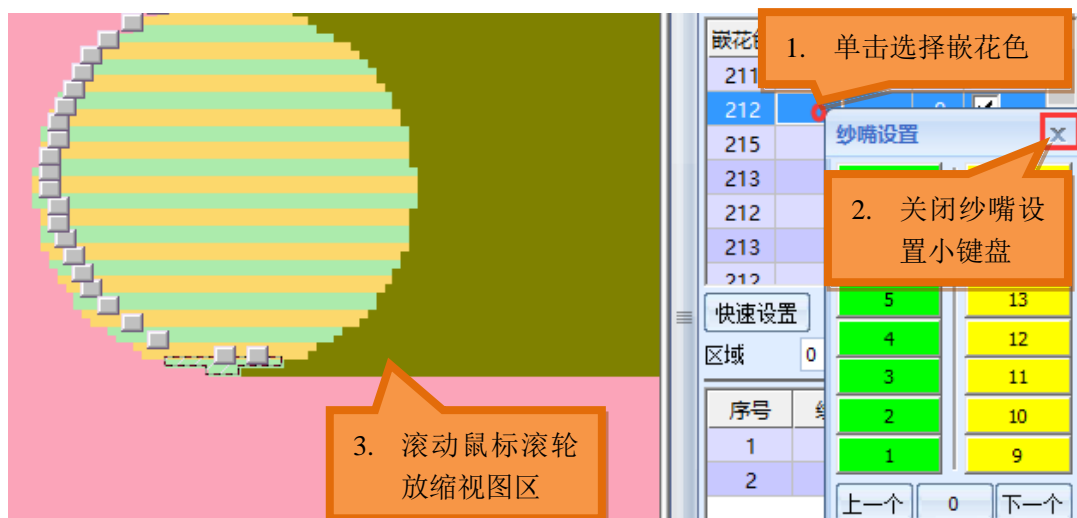 嵌花色
1. 单击选择嵌花色
211
212 0
215
213
212
213
212
纱嘴设置 x
2. 关闭纱嘴设
置小键盘
快速设置
区域 0
5 13
4 12
3 11
2 10
1 9
序号
1
2
3. 滚动鼠标滚轮
放缩视图区
上一个 0 下一个